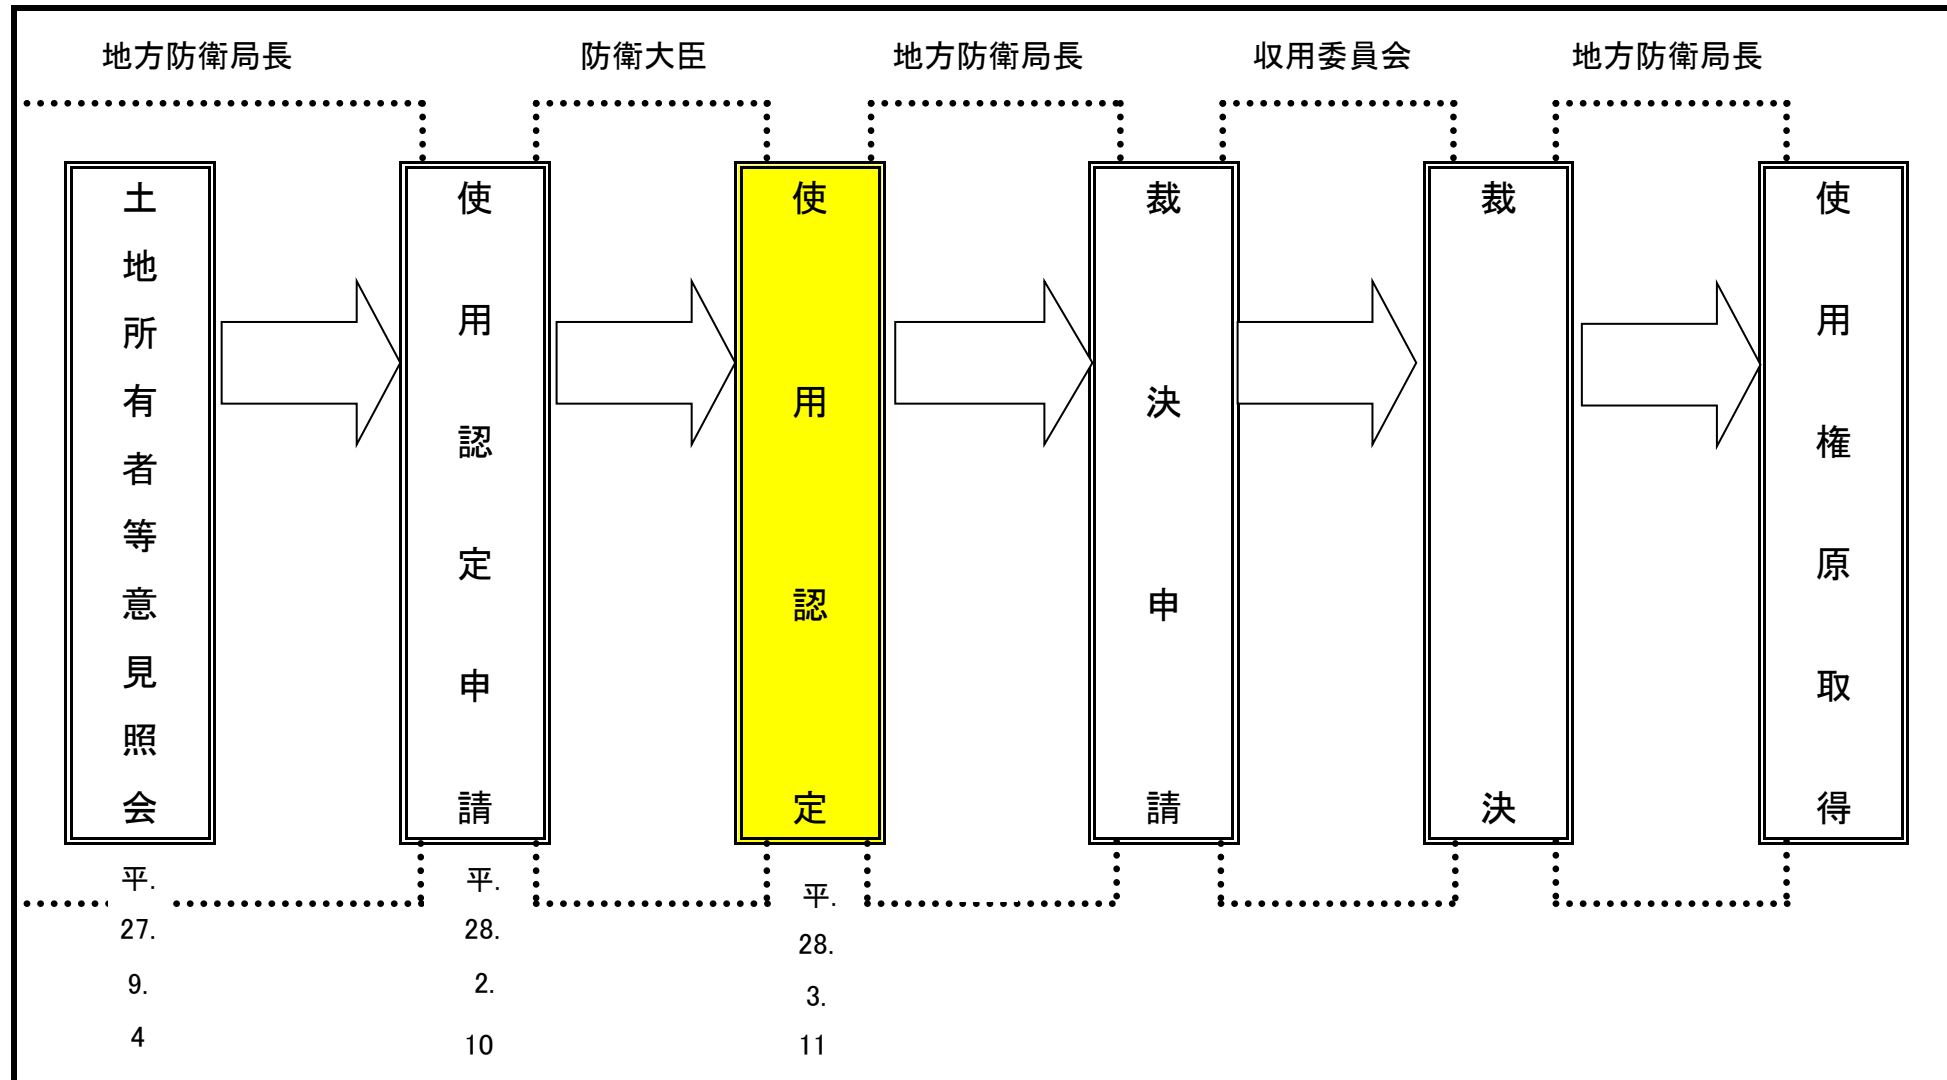 地方防衛局長
防衛大臣
地方防衛局長
収用委員会
地方防衛局長
土地所有者等意見照会
使用認定申請
使用認定
裁決申請
裁決
使用権原取得
平.
27.
9.
4
平.
28.
2.
10
平.
28.
3.
11